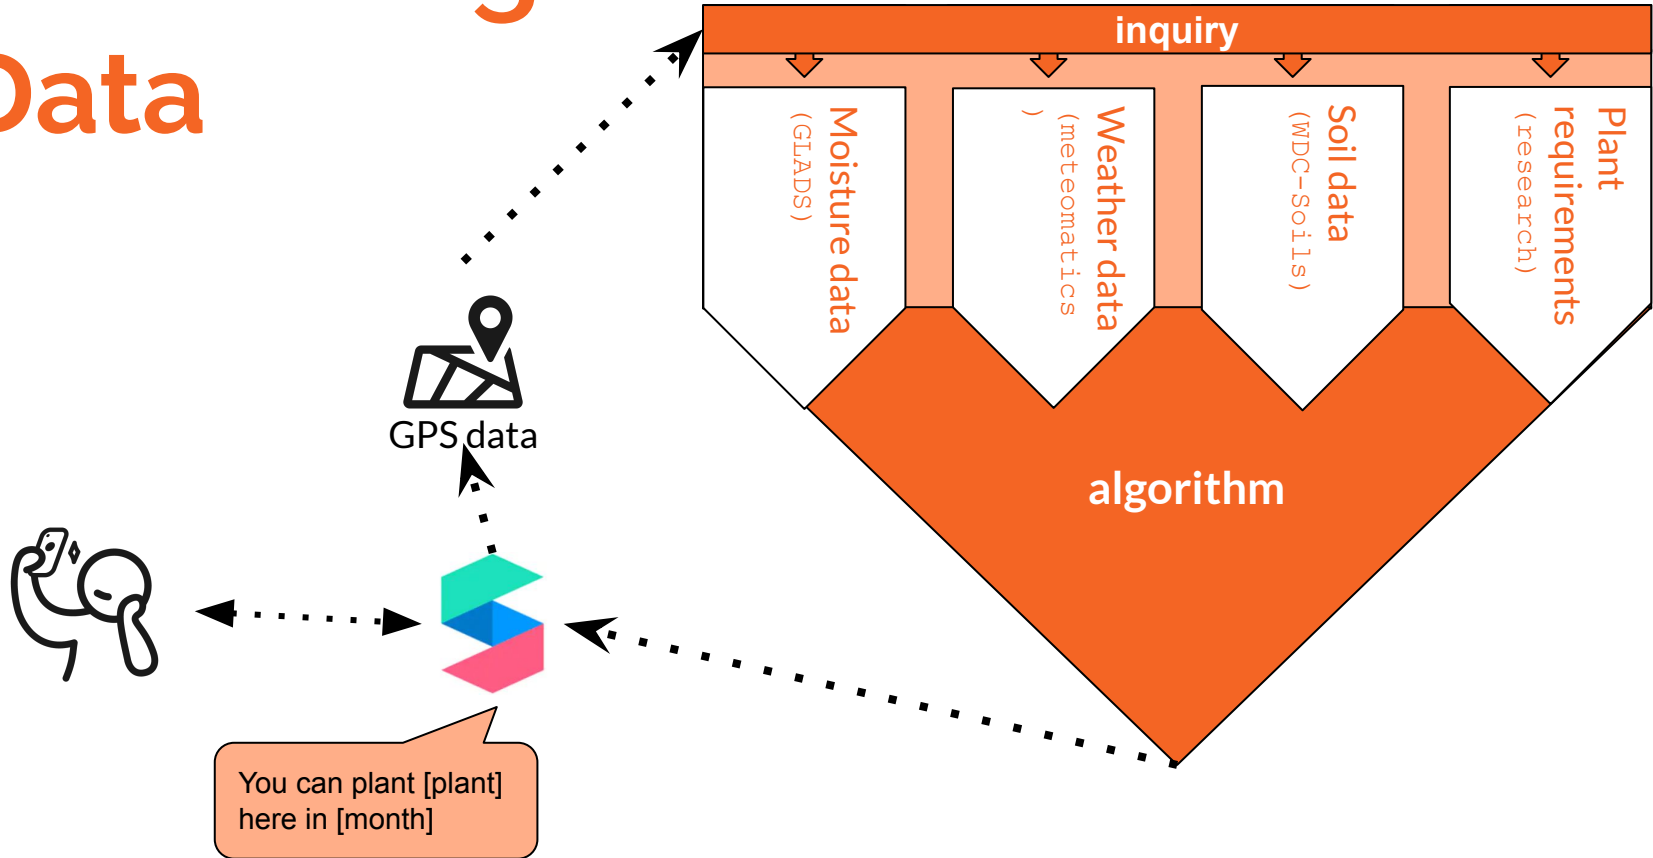 Data
inquiry
Moisture data
(GLADS)
Weather data
(meteomatics
)
Soil data
(WDC-Soils)
Plant
requirements
(research)
GPS data
algorithm
You can plant [plant]
here in [month]